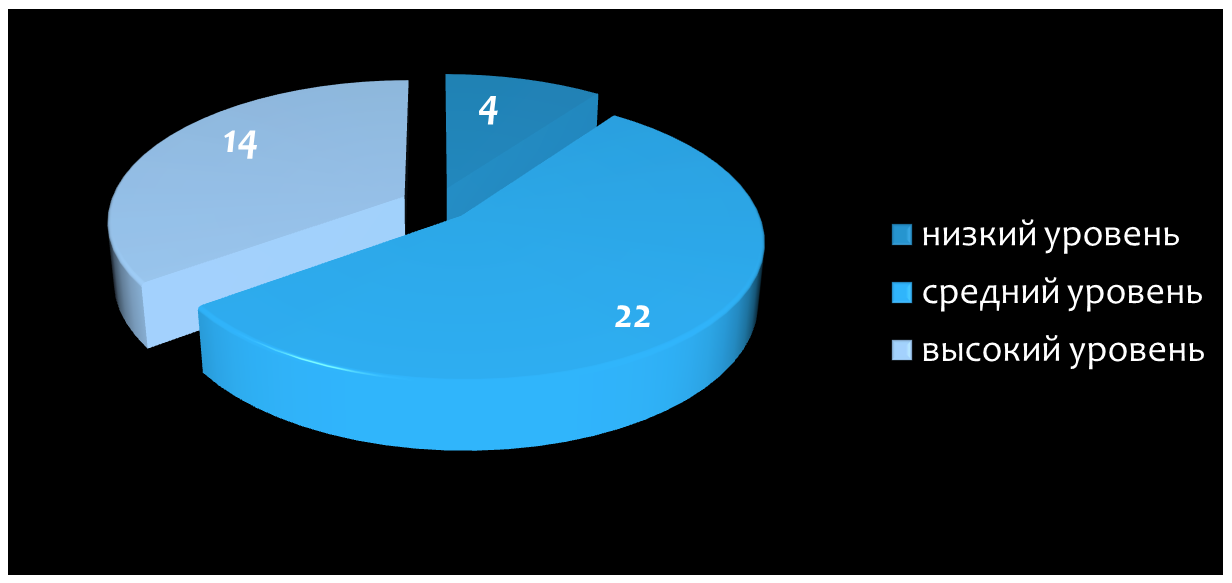 4
14
22
низкий уровень
средний уровень
высокий уровень